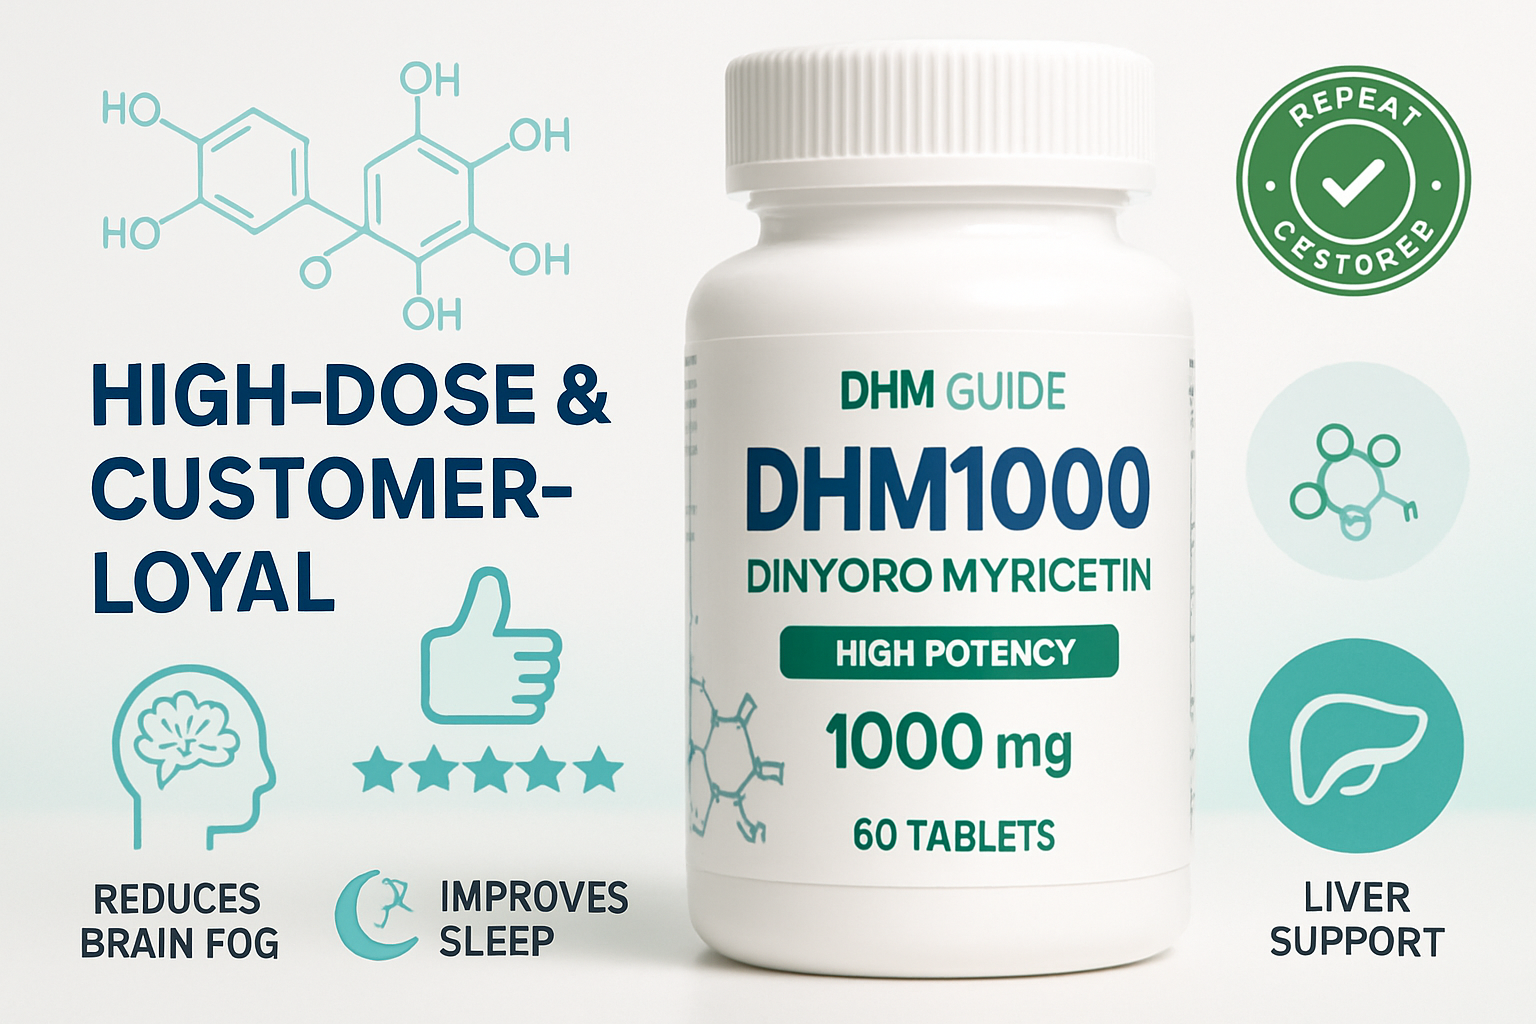 HO
OH
OH
HO
O
OH
OH
HIGH-DOSE &
CUSTOMER-
LOYAL
REDUCES
BRAIN FOG
IMPROVES
SLEEP
DHM GUIDE
DHM1000
DINYORO MYRICETIN
HIGH POTENCY
1000 mg
60 TABLETS
REPEAT
CESTORED
LIVER
SUPPORT